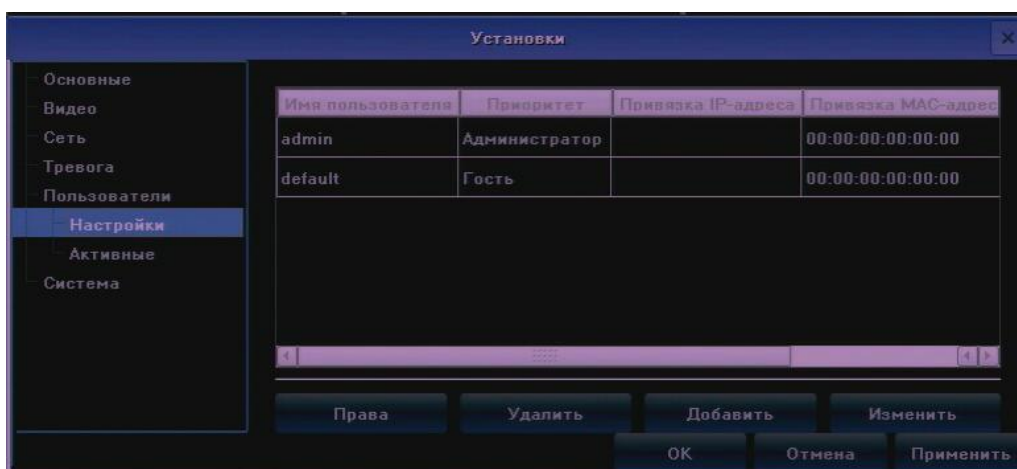 Установки
Основные
Видео
Сеть
Тревога
Пользователи
Настройки
Активные
Система
Имя пользователя Приоритет Привязка IP-адреса Привязка MAC-адрес
admin Администратор 00:00:00:00:00:00
default Гость 00:00:00:00:00:00
Права Удалить Добавить Изменить
OK Отмена Применить